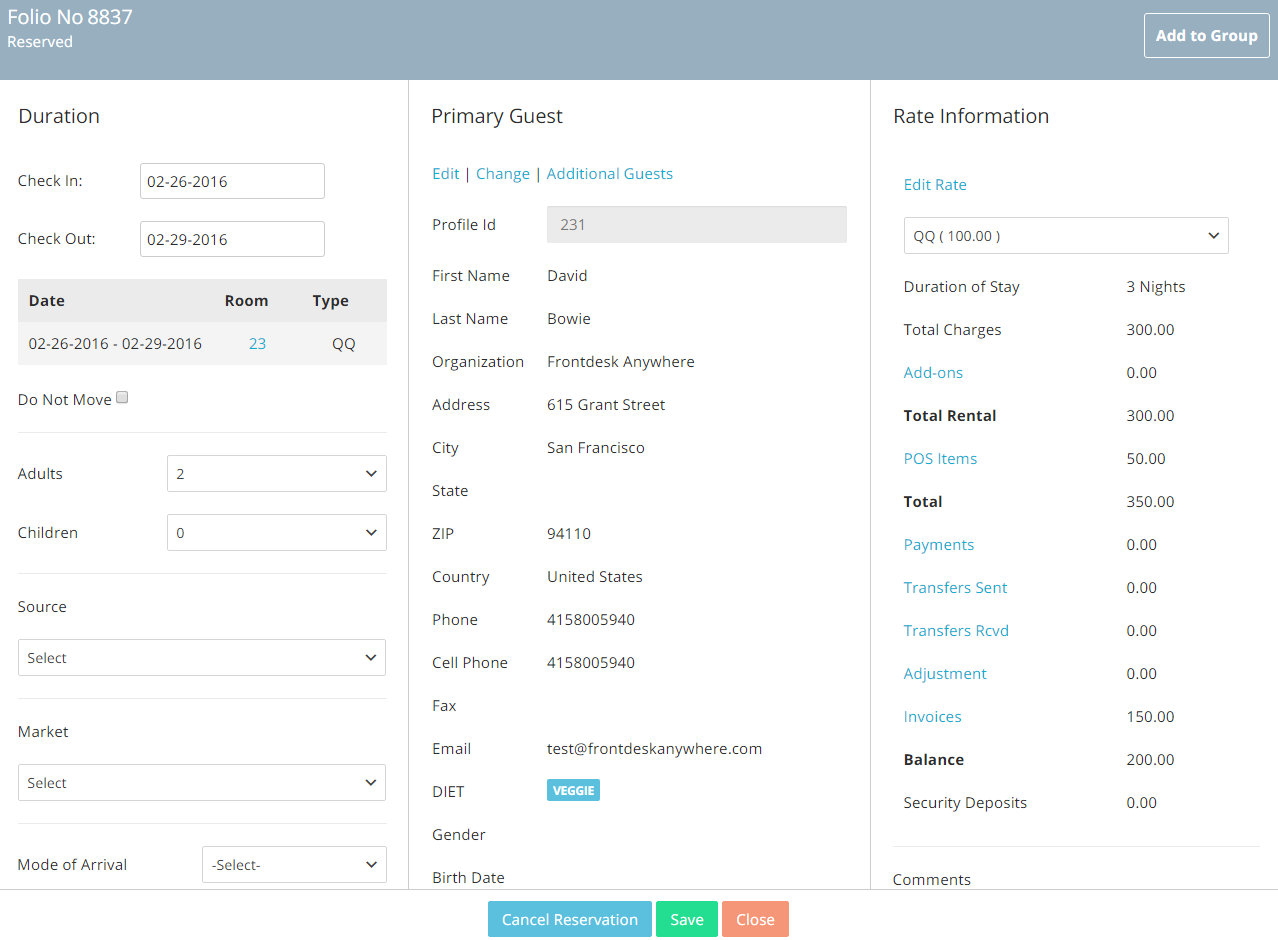 Folio No 8837
Reserved
Add to Group
Duration
Check In: 02-26-2016
Check Out: 02-29-2016
Date Room Type
02-26-2016 - 02-29-2016 23 QQ
Do Not Move
Adults 2
Children 0
Source
Select
Market
Select
Mode of Arrival -Select-
Primary Guest
Edit | Change | Additional Guests
Profile Id 231
First Name David
Last Name Bowie
Organization Frontdesk Anywhere
Address 615 Grant Street
City San Francisco
State
ZIP 94110
Country United States
Phone 4158005940
Cell Phone 4158005940
Fax
Email test@frontdeskanywhere.com
DIET VEGGIE
Gender
Birth Date
Rate Information
Edit Rate
QQ ( 100.00 )
Duration of Stay 3 Nights
Total Charges 300.00
Add-ons 0.00
Total Rental 300.00
POS Items 50.00
Total 350.00
Payments 0.00
Transfers Sent 0.00
Transfers Rcvd 0.00
Adjustment 0.00
Invoices 150.00
Balance 200.00
Security Deposits 0.00
Comments
Cancel Reservation Save Close